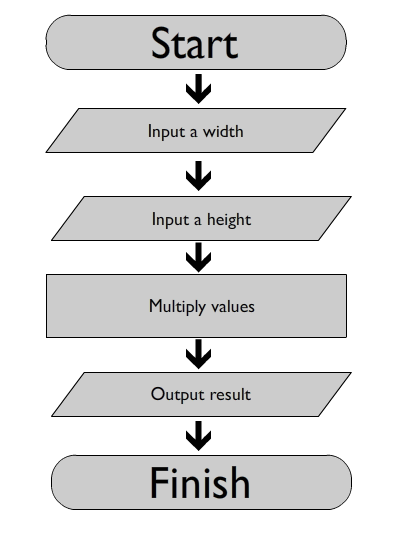 Start
Input a width
Input a height
Multiply values
Output result
Finish